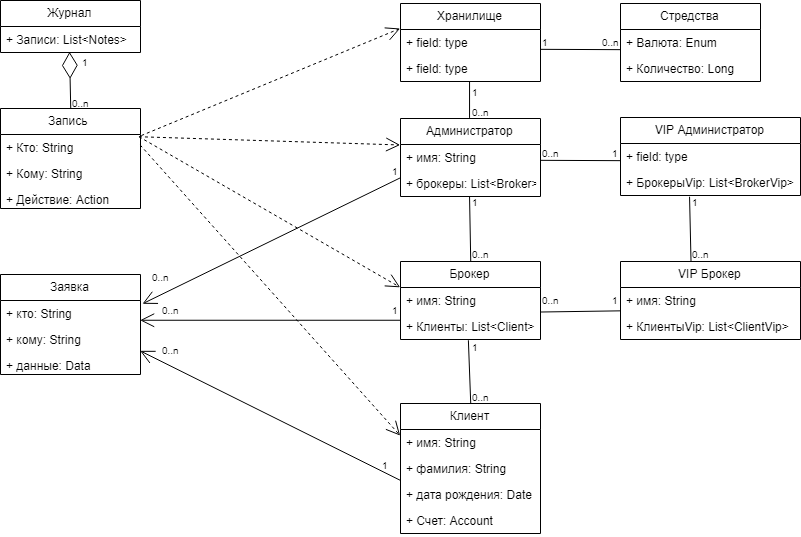 Журнал
+ Записи: List<Notes>
1
0..n
Запись
+ Кто: String
+ Кому: String
+ Действие: Action
Хранилище
+ field: type
+ field: type
1
0..n
Стредства
+ Валюта: Enum
+ Количество: Long
1
0..n
Администратор
+ имя: String
+ брокеры: List<Broker>
0..n
1
VIP Администратор
+ field: type
+ БрокерыVip: List<BrokerVip>
1
0..n
1
0..n
1
0..n
Заявка
+ кто: String
+ кому: String
+ данные: Data
0..n
1
0..n
Брокер
+ имя: String
+ Клиенты: List<Client>
0..n
1
VIP Брокер
+ имя: String
+ КлиентыVip: List<ClientVip>
1
0..n
1
Клиент
+ имя: String
+ фамилия: String
+ дата рождения: Date
+ Счет: Account